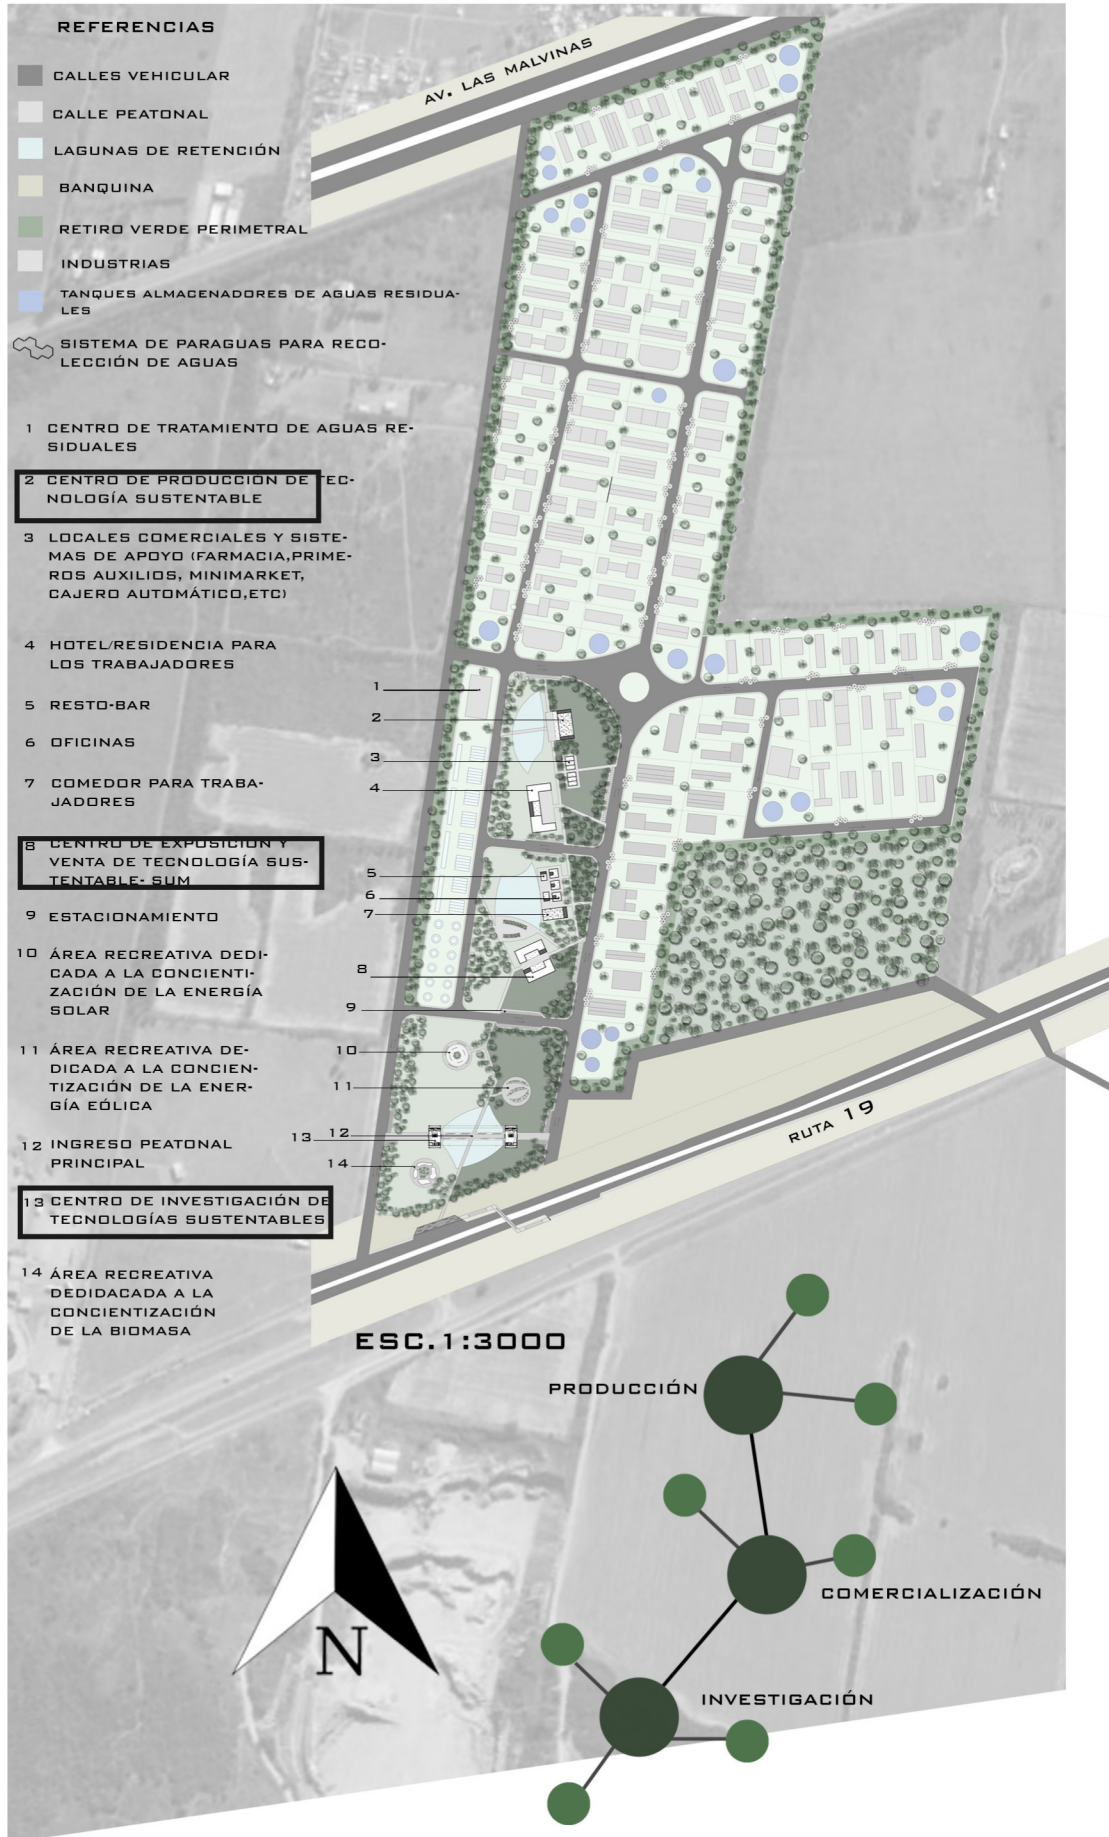 REFERENCIAS
CALLES VEHICULAR
CALLE PEATONAL
LAGUNAS DE RETENCIÓN
BANQUINA
RETIRO VERDE PERIMETRAL
INDUSTRIAS
TANQUES ALMACENADORES DE AGUAS RESIDUA-
LES
SISTEMA DE PARAGUAS PARA RECO-
LECCIÓN DE AGUAS
1 CENTRO DE TRATAMIENTO DE AGUAS RE-
SIDUALES
2 CENTRO DE PRODUCCIÓN DE TEC-
NOLOGÍA SUSTENTABLE
3 LOCALES COMERCIALES Y SISTE-
MAS DE APOYO (FARMACIA,PRIME-
ROS AUXILIOS, MINIMARKET,
CAJERO AUTOMÁTICO,ETC)
4 HOTEL/RESIDENCIA PARA
LOS TRABAJADORES
5 RESTO-BAR
6 OFICINAS
7 COMEDOR PARA TRABA-
JADORES
8 CENTRO DE EXPOSICIÓN Y
VENTA DE TECNOLOGÍA SUS-
TENTABLE- SUM
9 ESTACIONAMIENTO
10 ÁREA RECREATIVA DEDI-
CADA A LA CONCIENTI-
ZACIÓN DE LA ENERGÍA
SOLAR
11 ÁREA RECREATIVA DE-
DICADA A LA CONCIEN-
TIZACIÓN DE LA ENER-
GÍA EÓLICA
12 INGRESO PEATONAL
PRINCIPAL
13 CENTRO DE INVESTIGACIÓN DE
TECNOLOGÍAS SUSTENTABLES
14 ÁREA RECREATIVA
DEDIDACADA A LA
CONCIENTIZACIÓN
DE LA BIOMASA
AV. LAS MALVINAS
1
2
3
4
5
6
7
8
9
10
11
12
13
14
RUTA 19
ESC.1:3000
N
PRODUCCIÓN
COMERCIALIZACIÓN
INVESTIGACIÓN